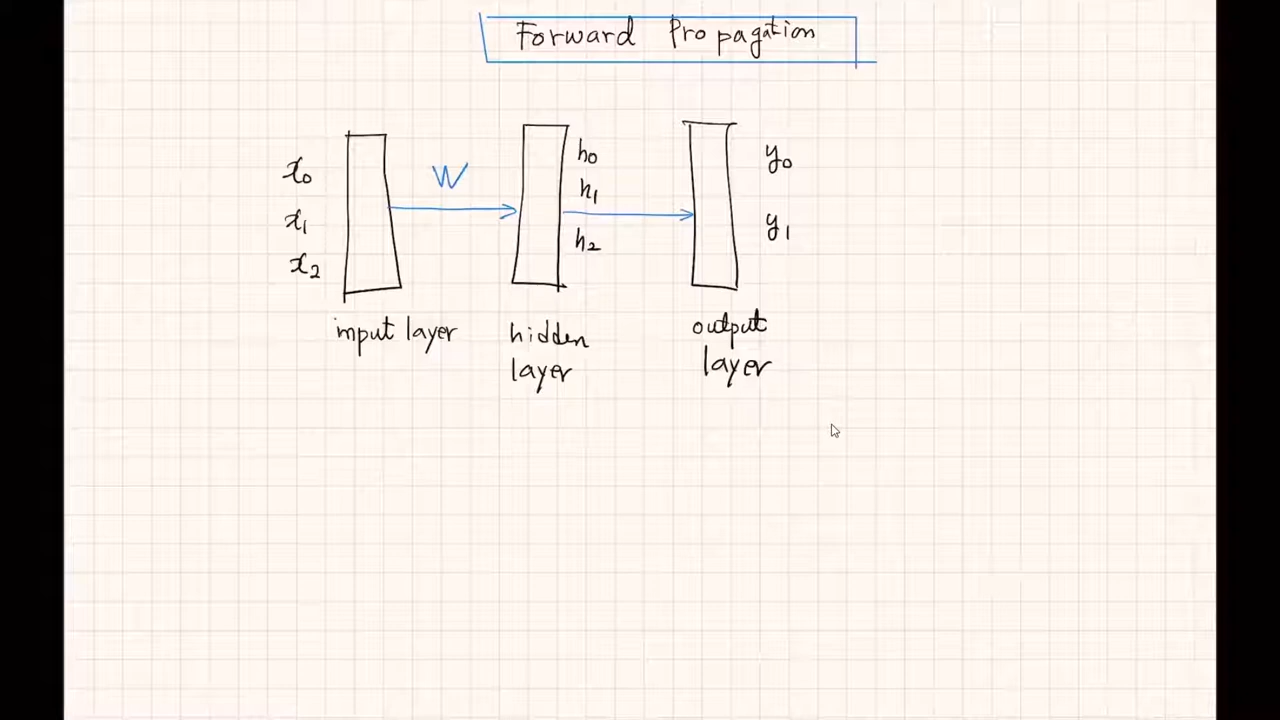 Forward Propagation
x₀
x₁
x₂
W
h₀
h₁
h₂
y₀
y₁
input layer
hidden
layer
output
layer